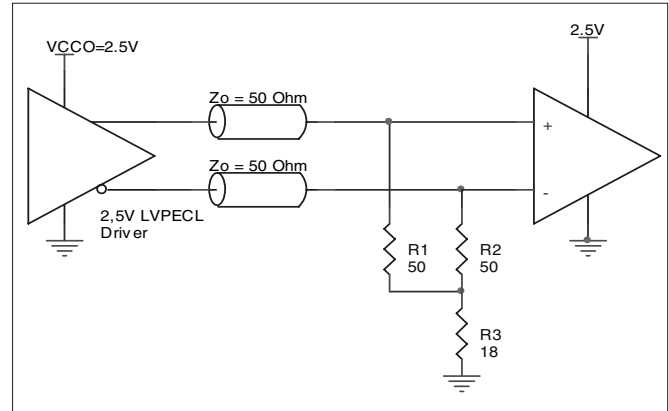 VCCO=2.5V
2.5V
Zo = 50 Ohm
+
Zo = 50 Ohm
-
2,5V LVPECL
Driver
R1
50
R2
50
R3
18